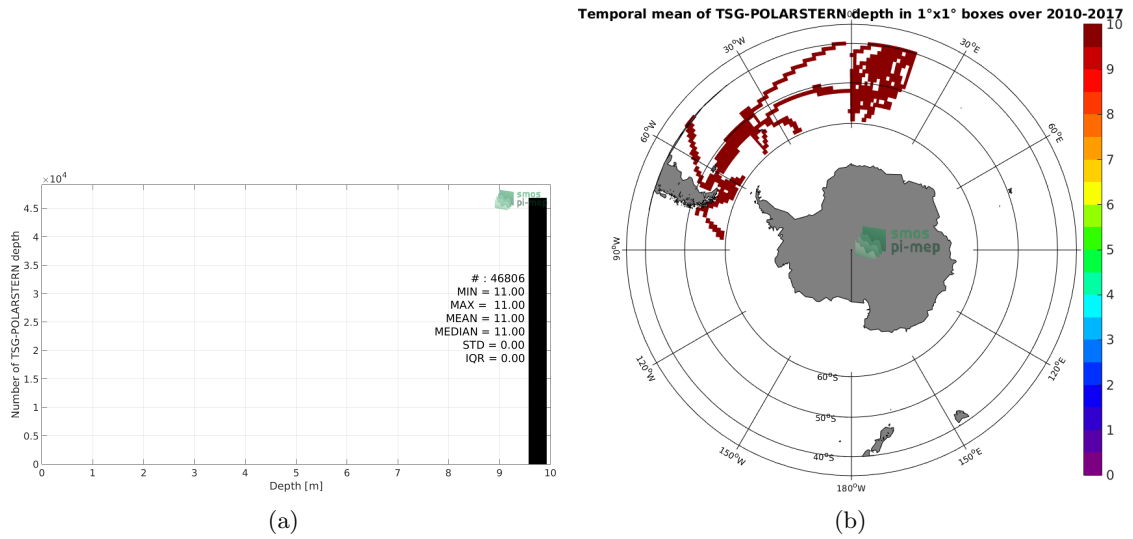 ×10⁴
4.5
4
3.5
3
2.5
2
1.5
1
0.5
0
Number of TSG-POLARSTERN depth
smos
pi-mep
# : 46806
MIN = 11.00
MAX = 11.00
MEAN = 11.00
MEDIAN = 11.00
STD = 0.00
IQR = 0.00
0 1 2 3 4 5 6 7 8 9 10
Depth [m]
(a)
Temporal mean of TSG-POLARSTERN depth in 1°x1° boxes over 2010-2017
0°
30°W
30°E
60°W
60°E
90°W
smos
pi-mep
120°W
120°E
60°S
50°S
40°S
150°W
150°E
180°W
10
9
8
7
6
5
4
3
2
1
0
(b)